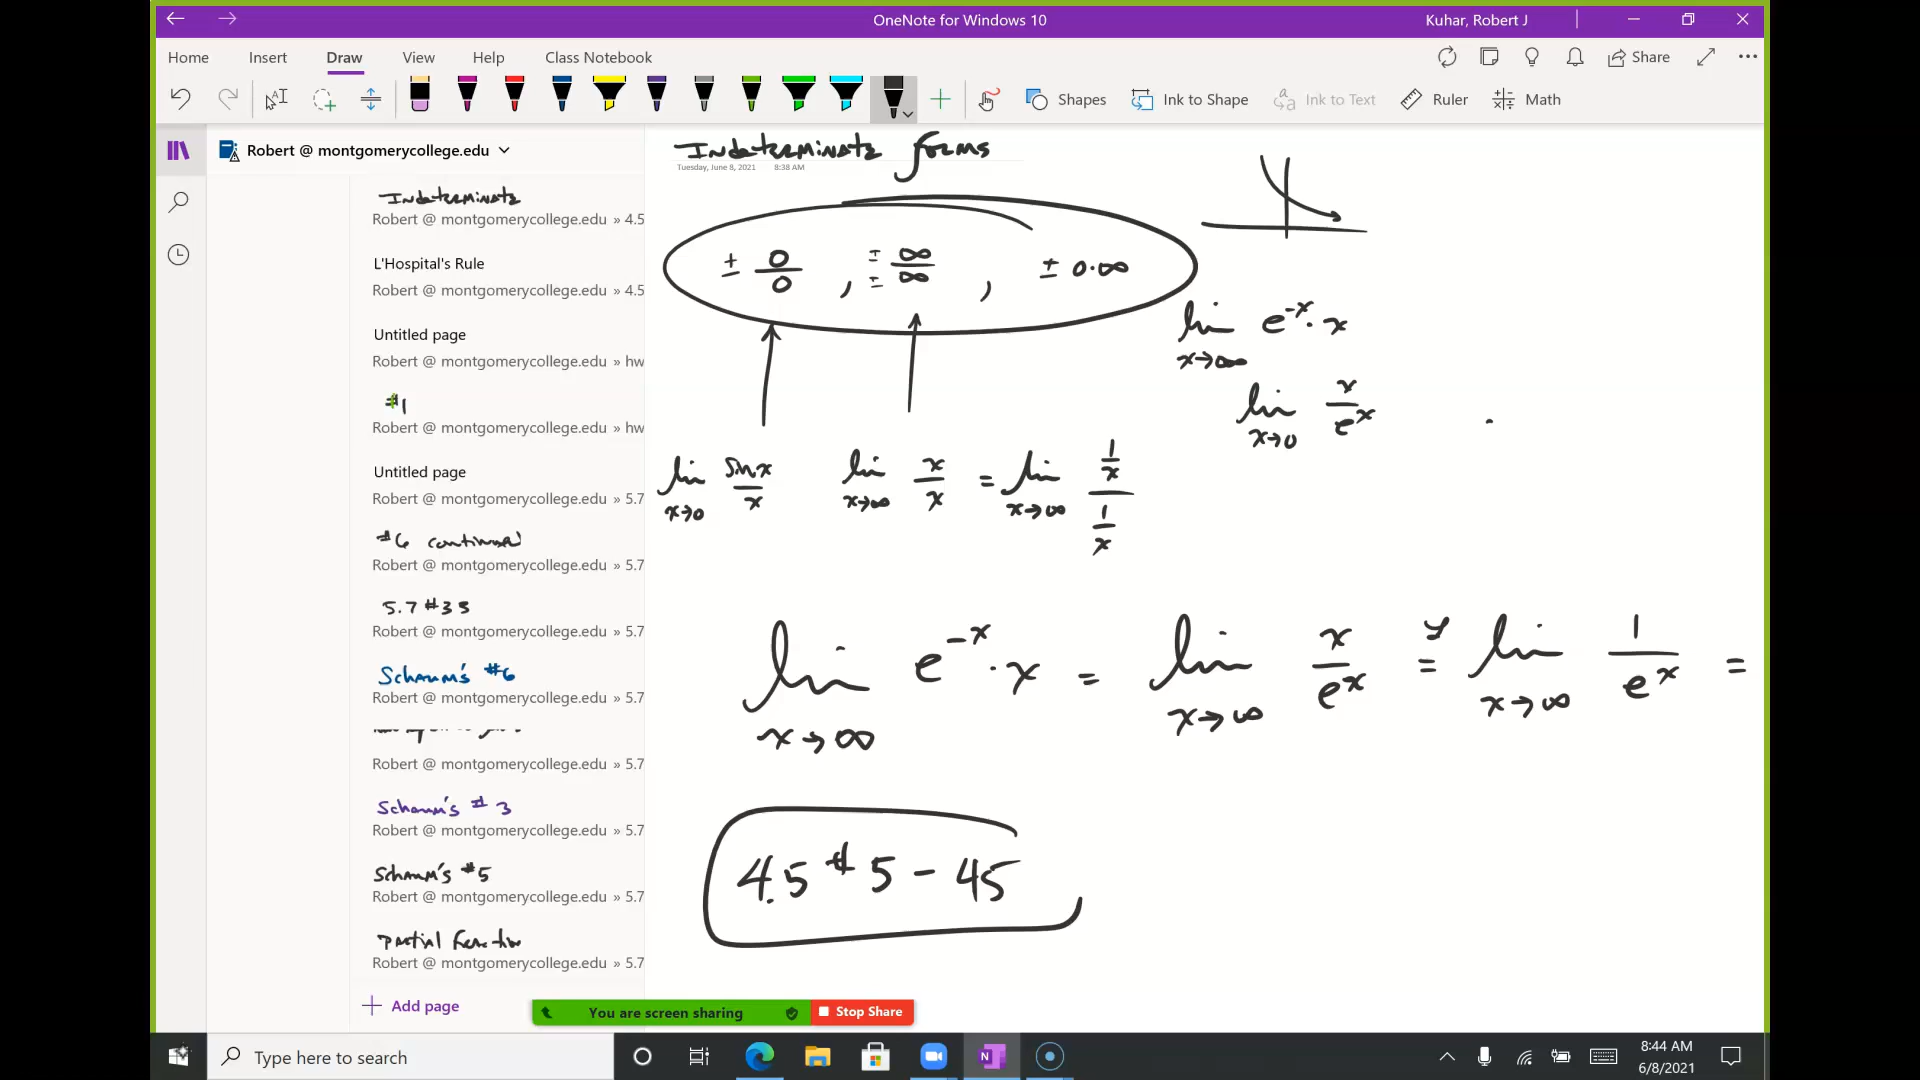 OneNote for Windows 10
Kuhar, Robert J
Home Insert Draw View Help Class Notebook
Share
Shapes Ink to Shape Ink to Text Ruler Math
Robert @ montgomerycollege.edu
Indeterminate
Robert @ montgomerycollege.edu » 4.5
L'Hospital's Rule
Robert @ montgomerycollege.edu » 4.5
Untitled page
Robert @ montgomerycollege.edu » hw
#1
Robert @ montgomerycollege.edu » hw
Untitled page
Robert @ montgomerycollege.edu » 5.7
#6 continued
Robert @ montgomerycollege.edu » 5.7
5.7 #35
Robert @ montgomerycollege.edu » 5.7
Schaum's #6
Robert @ montgomerycollege.edu » 5.7
Robert @ montgomerycollege.edu » 5.7
Schaum's #3
Robert @ montgomerycollege.edu » 5.7
Schaum's #5
Robert @ montgomerycollege.edu » 5.7
Partial
Robert @ montgomerycollege.edu » 5.7
Add page
Indeterminate forms
Tuesday, June 8, 2021 8:38 AM
± 0/0 , ± ∞ / ± ∞ , ± 0·∞
lim x→∞ e^-x · x
lim x→0 x/e^x
lim x→0 sin x/x lim x→∞ x/x = lim x→∞ (1/x)/(1/x)
lim x→∞ e^-x · x = lim x→∞ x/e^x = lim x→∞ 1/e^x =
4.5 # 5 - 45
You are screen sharing Stop Share
Type here to search
8:44 AM
6/8/2021